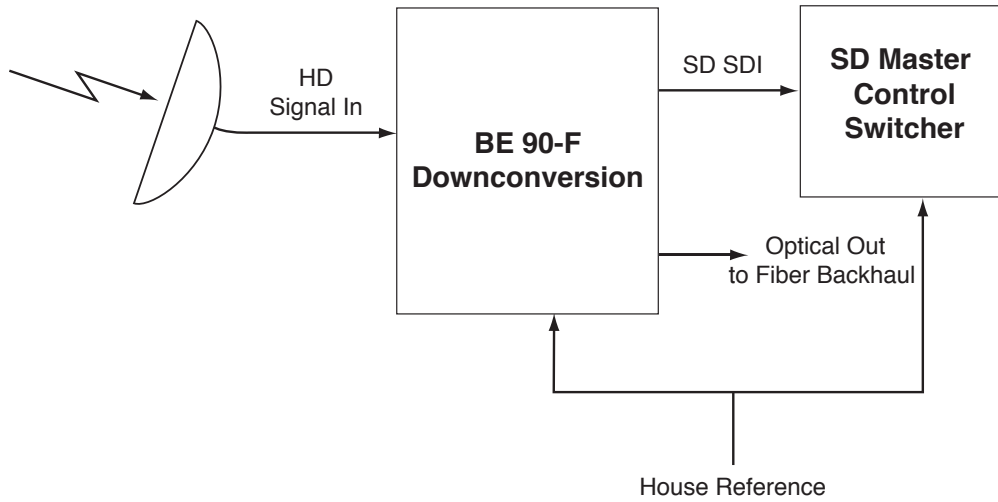 HD
Signal In
BE 90-F
Downconversion
SD SDI
SD Master
Control
Switcher
Optical Out
to Fiber Backhaul
House Reference